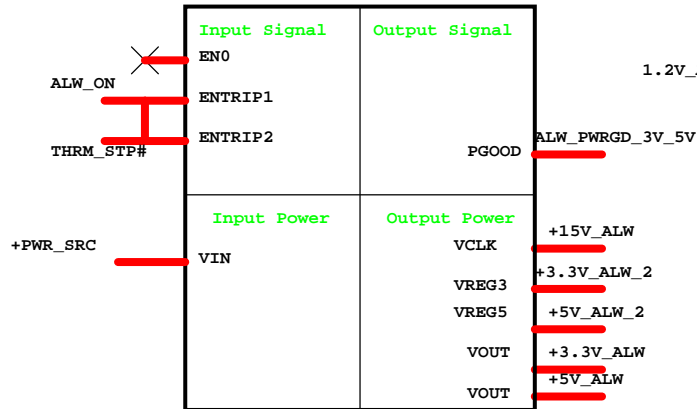 Input Signal Output Signal
EN0
1.2V_
ALW_ON
ENTRIP1
ENTRIP2
ALW_PWRGD_3V_5V
THRM_STP#
PGOOD
Input Power Output Power
+15V_ALW
+PWR_SRC
VCLK
VIN
+3.3V_ALW_2
VREG3
VREG5
+5V_ALW_2
VOUT
+3.3V_ALW
+5V_ALW
VOUT